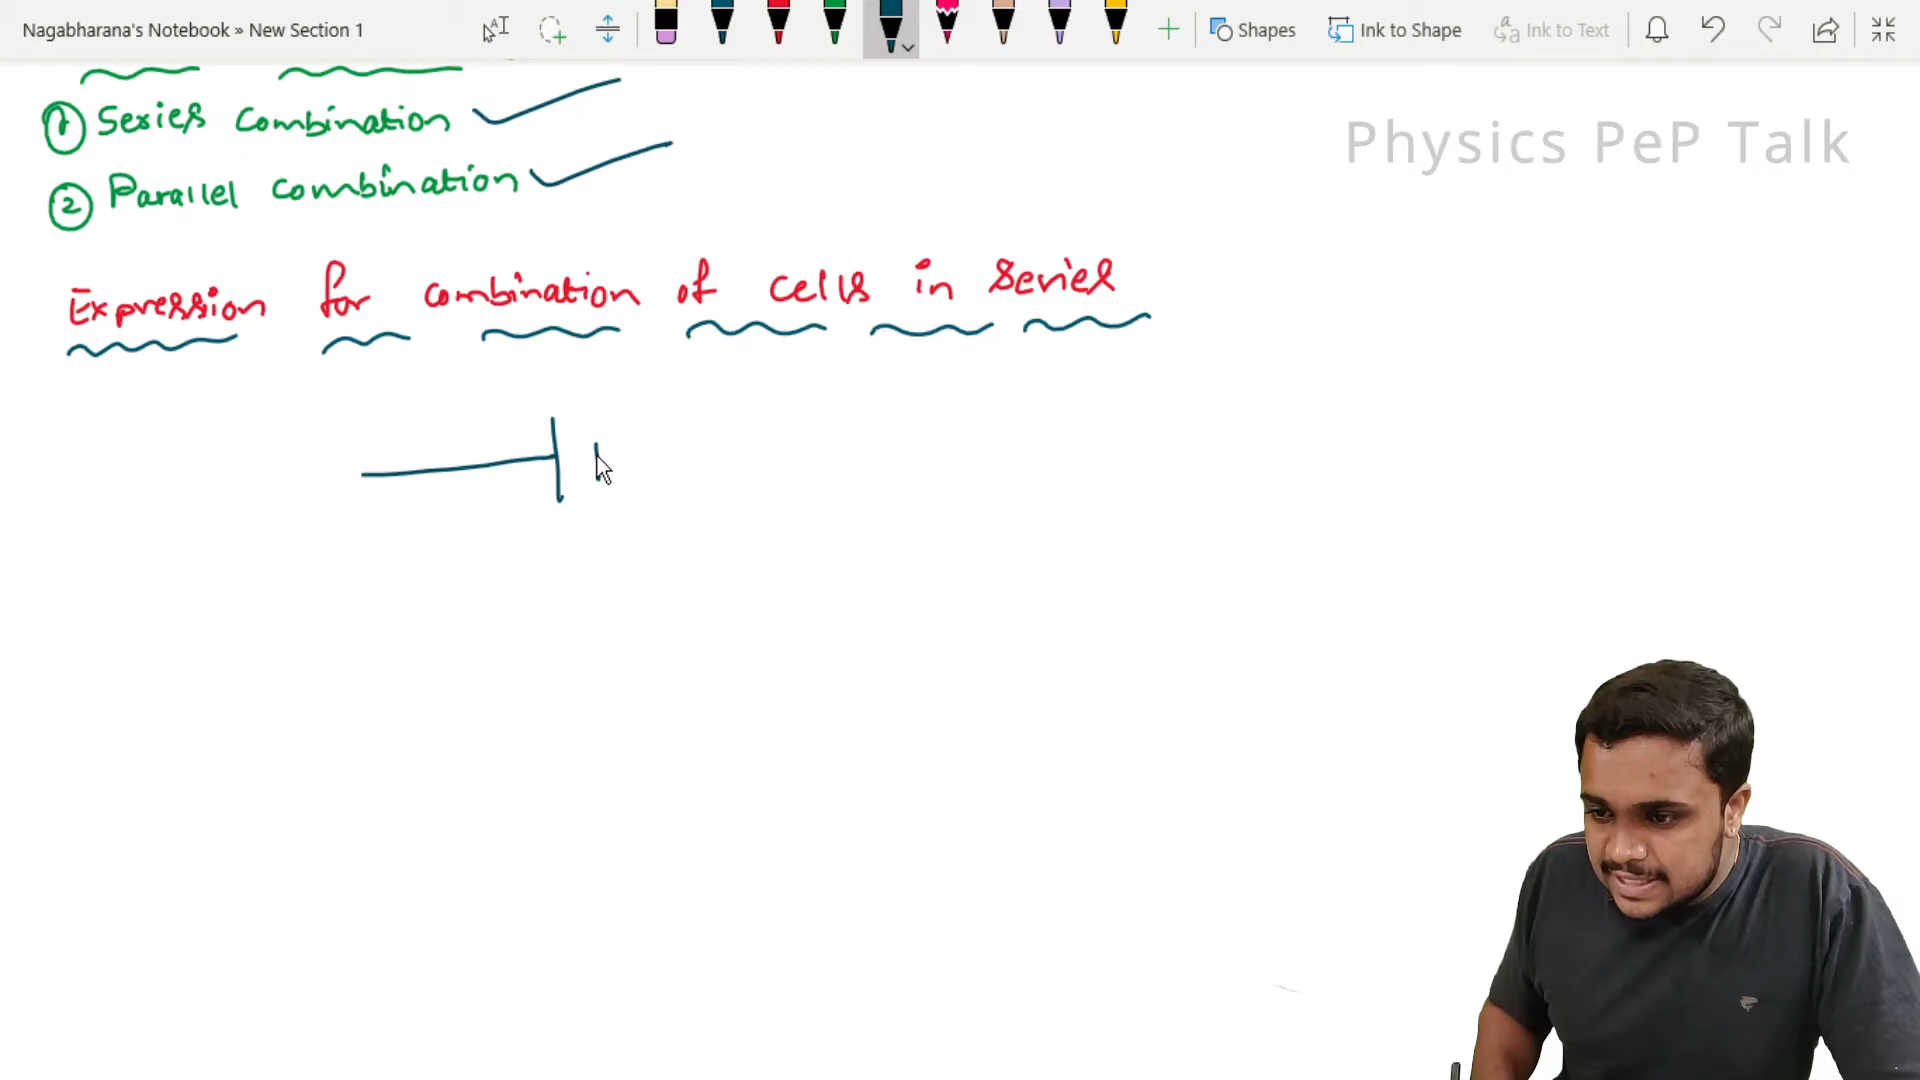 Nagabharana's Notebook » New Section 1
Shapes
Ink to Shape
Ink to Text
Physics PeP Talk
① Series Combination
② Parallel combination
Expression for combination of cells in series